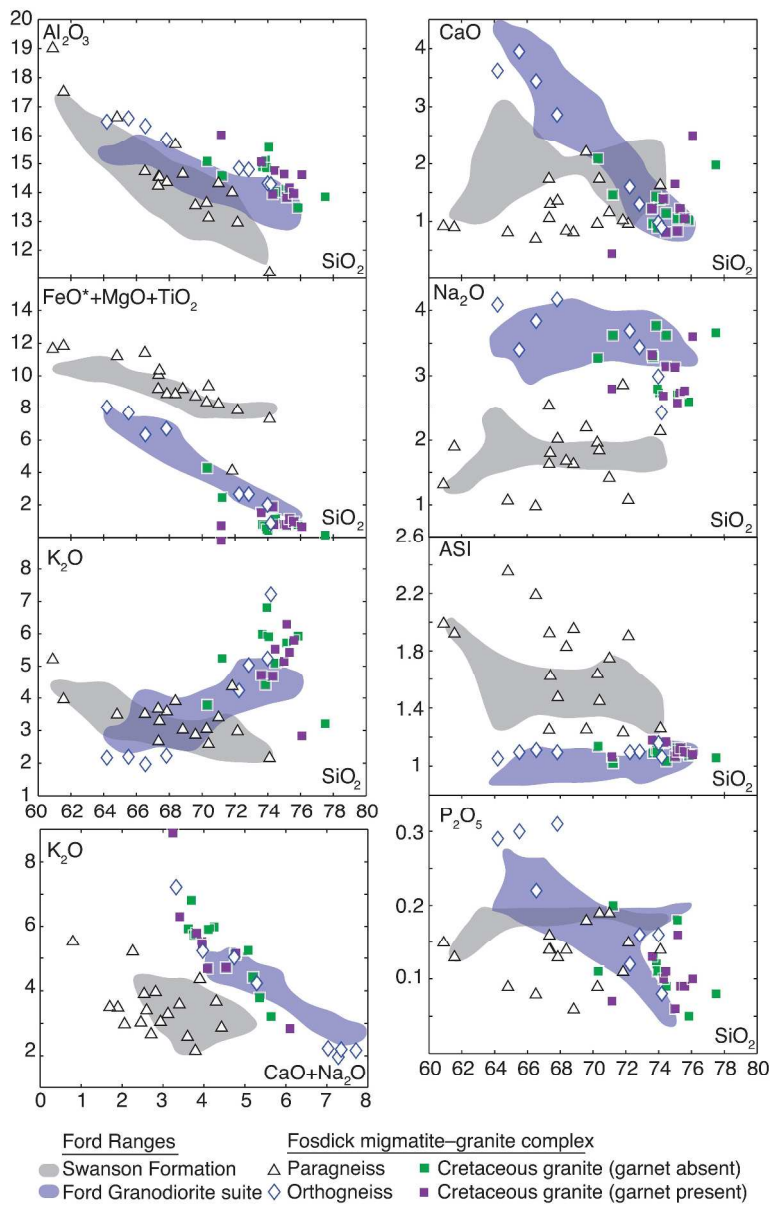 Al₂O₃
20
19
18
17
16
15
14
13
12
SiO₂
CaO
4
3
2
1
SiO₂
FeO*+MgO+TiO₂
14
12
10
8
6
4
2
SiO₂
Na₂O
4
3
2
1
SiO₂
K₂O
8
7
6
5
4
3
2
1
SiO₂
60 62 64 66 68 70 72 74 76 78 80
ASI
2.6
2.2
1.8
1.4
1
SiO₂
K₂O
8
6
4
2
CaO+Na₂O
0 1 2 3 4 5 6 7 8
P₂O₅
0.3
0.2
0.1
SiO₂
60 62 64 66 68 70 72 74 76 78 80
Ford Ranges Fosdick migmatite–granite complex
Swanson Formation Paragneiss Cretaceous granite (garnet absent)
Ford Granodiorite suite Orthogneiss Cretaceous granite (garnet present)